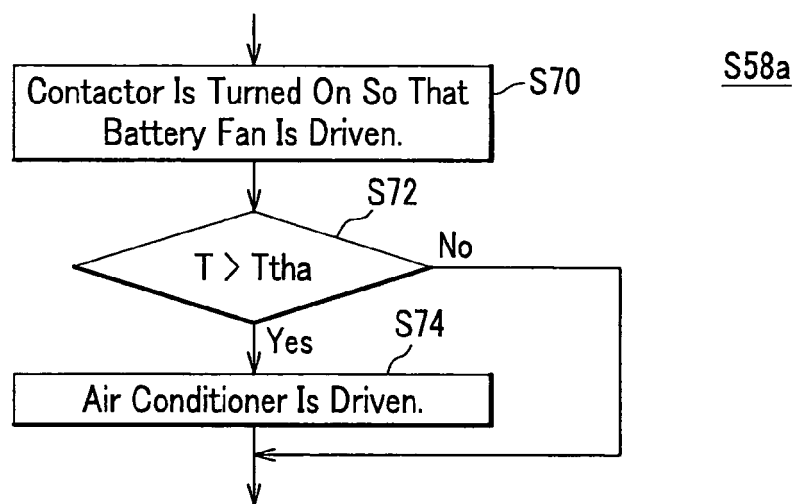 S58a
Contactor Is Turned On So That
Battery Fan Is Driven.
S70
S72
T > Ttha
No
Yes
S74
Air Conditioner Is Driven.